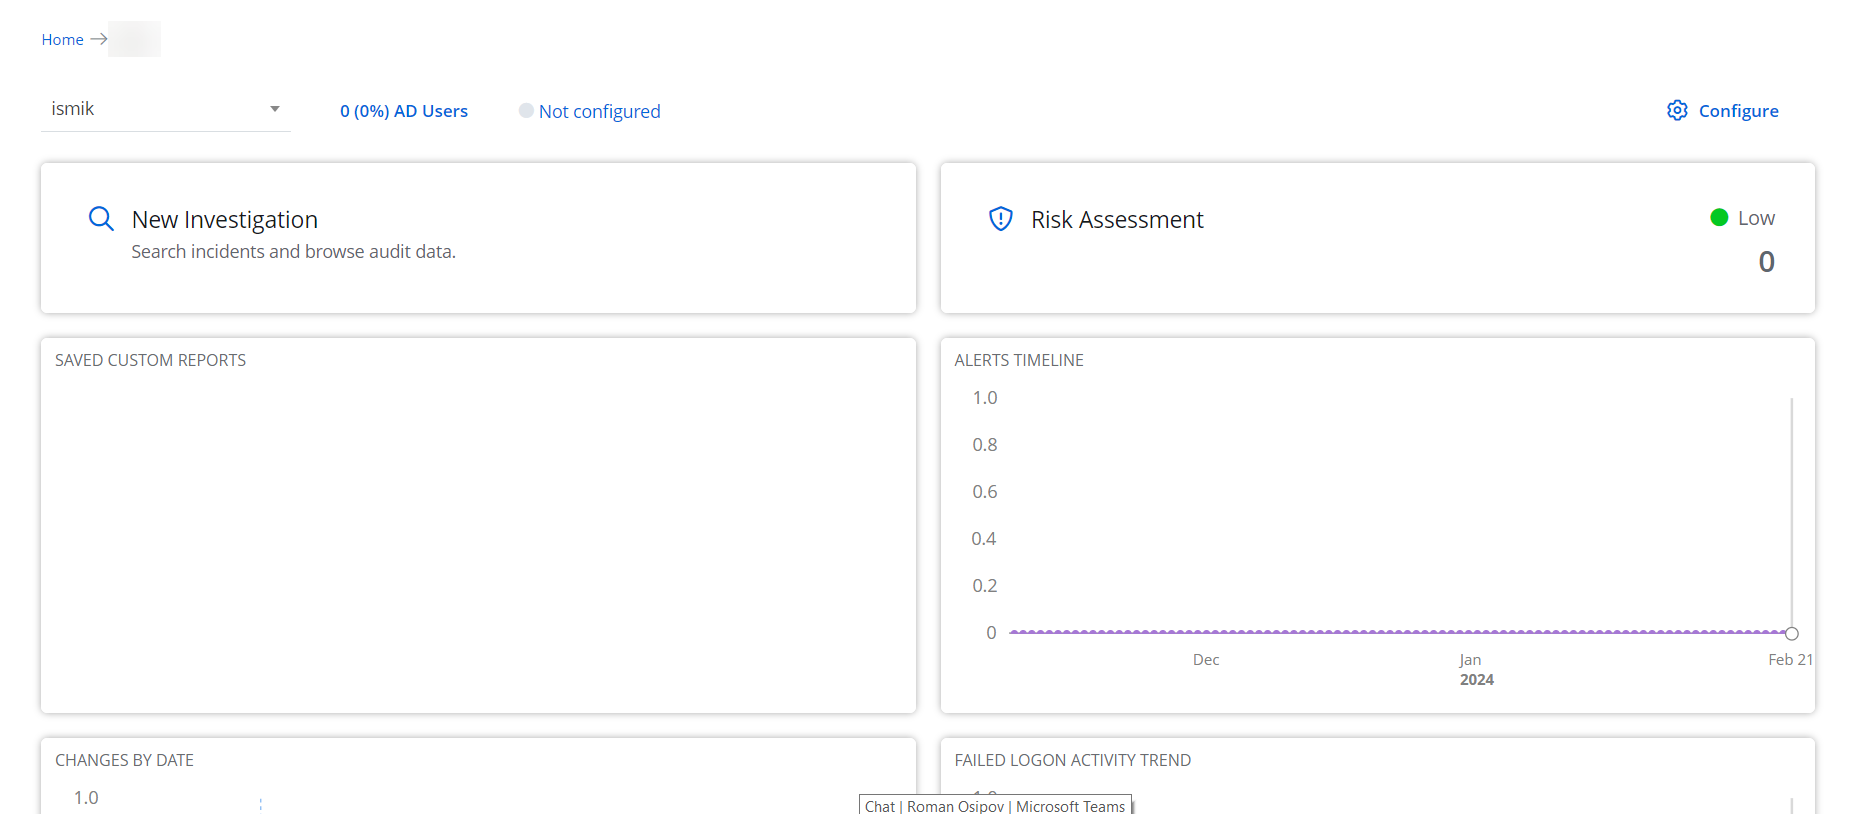 Home
ismik
0 (0%) AD Users
Not configured
Configure
New Investigation
Search incidents and browse audit data.
Risk Assessment
Low
0
SAVED CUSTOM REPORTS
ALERTS TIMELINE
1.0
0.8
0.6
0.4
0.2
0
Dec
Jan
Feb 21
2024
CHANGES BY DATE
1.0
FAILED LOGON ACTIVITY TREND
Chat | Roman Osipov | Microsoft Teams